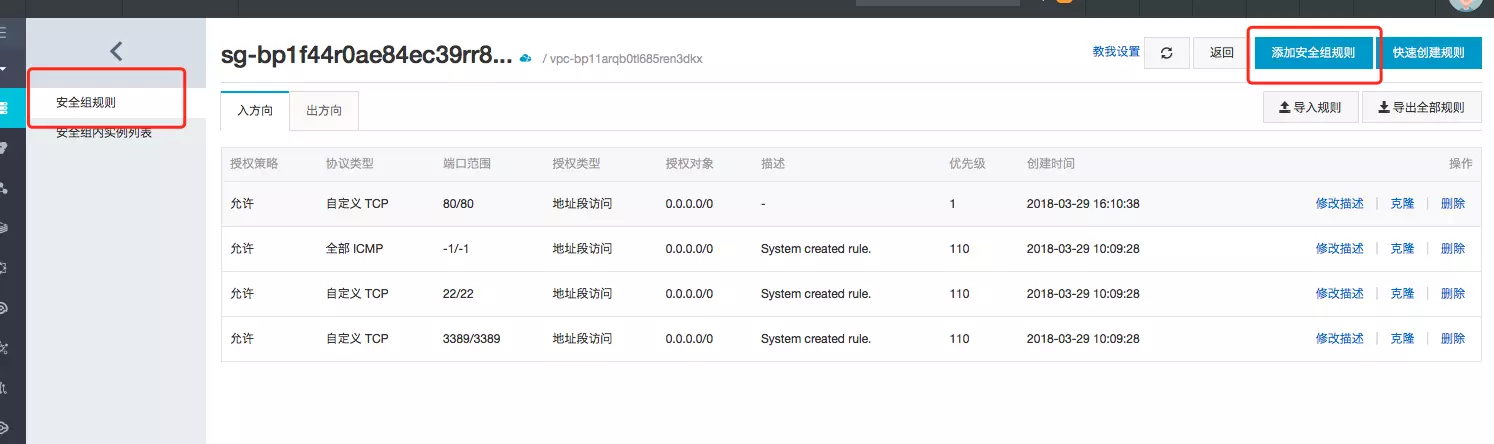 sg-bp1f44r0ae84ec39rr8... / vpc-bp11arqb0tl685ren3dkx 教我设置 返回 添加安全组规则 快速创建规则
安全组规则
安全组内实例列表
入方向 出方向 导入规则 导出全部规则
授权策略 协议类型 端口范围 授权类型 授权对象 描述 优先级 创建时间 操作
允许 自定义 TCP 80/80 地址段访问 0.0.0.0/0 - 1 2018-03-29 16:10:38 修改描述 | 克隆 | 删除
允许 全部 ICMP -1/-1 地址段访问 0.0.0.0/0 System created rule. 110 2018-03-29 10:09:28 修改描述 | 克隆 | 删除
允许 自定义 TCP 22/22 地址段访问 0.0.0.0/0 System created rule. 110 2018-03-29 10:09:28 修改描述 | 克隆 | 删除
允许 自定义 TCP 3389/3389 地址段访问 0.0.0.0/0 System created rule. 110 2018-03-29 10:09:28 修改描述 | 克隆 | 删除